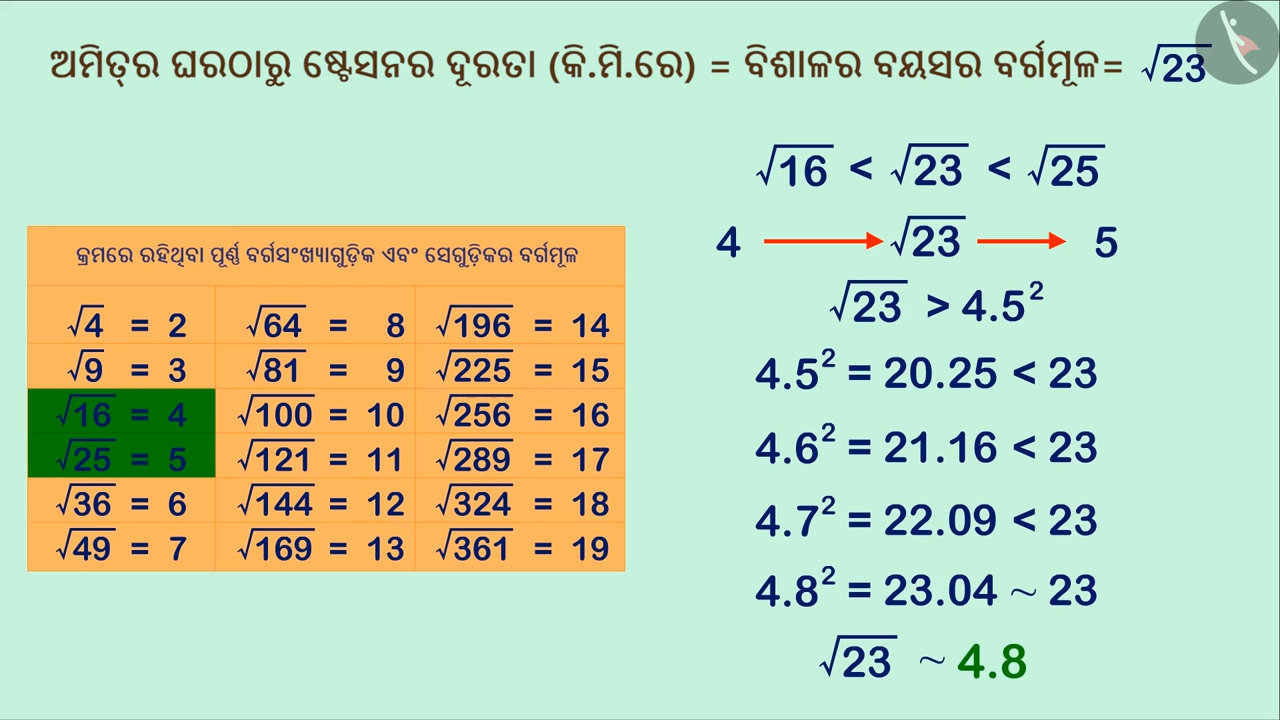 ଅମିତ୍‌ର ଘରଠାରୁ ଷ୍ଟେସନର ଦୂରତା (କି.ମି.ରେ) = ବିଶାଳର ବୟସର ବର୍ଗମୂଳ= √23
√16 < √23 < √25
4 → √23 → 5
√23 > 4.5²
4.5² = 20.25 < 23
4.6² = 21.16 < 23
4.7² = 22.09 < 23
4.8² = 23.04 ~ 23
√23 ~ 4.8
କ୍ରମରେ ରହିଥିବା ପୂର୍ଣ୍ଣ ବର୍ଗସଂଖ୍ୟାଗୁଡ଼ିକ ଏବଂ ସେଗୁଡ଼ିକର ବର୍ଗମୂଳ
√4 = 2 √64 = 8 √196 = 14
√9 = 3 √81 = 9 √225 = 15
√16 = 4 √100 = 10 √256 = 16
√25 = 5 √121 = 11 √289 = 17
√36 = 6 √144 = 12 √324 = 18
√49 = 7 √169 = 13 √361 = 19